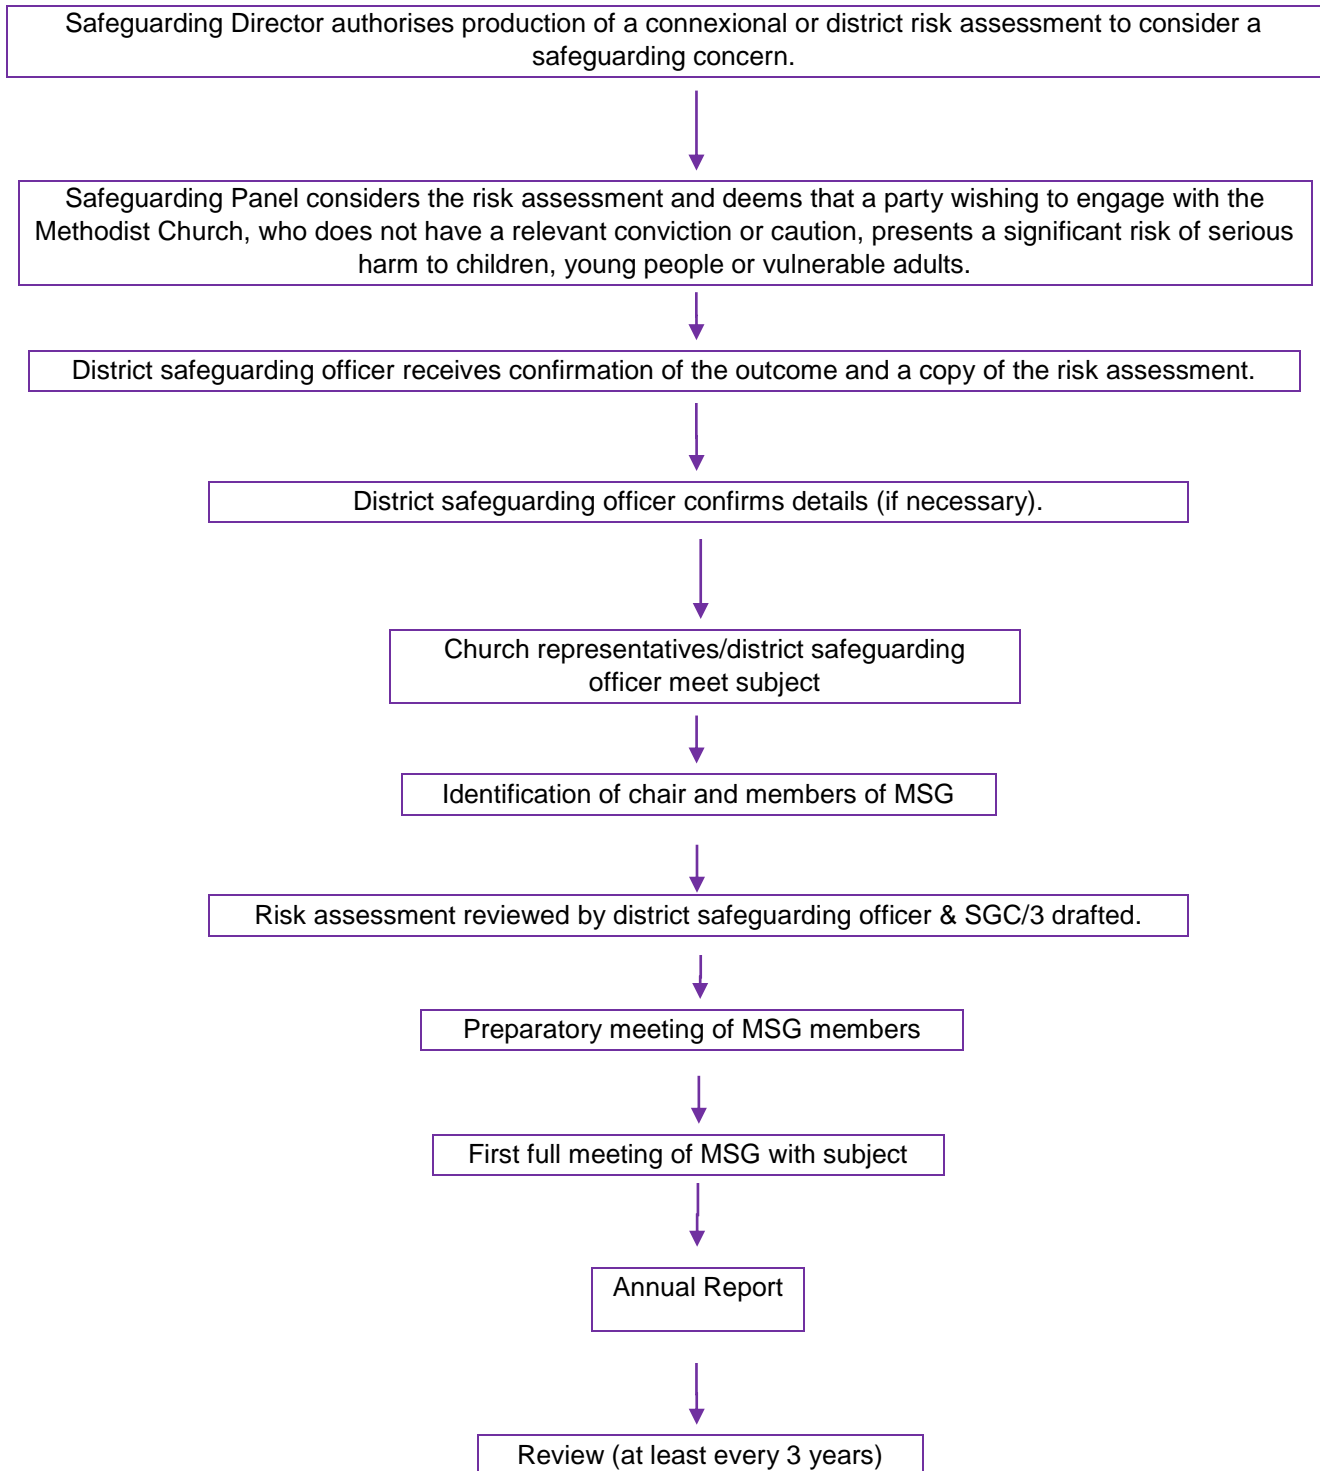 Safeguarding Director authorises production of a connexional or district risk assessment to consider a
safeguarding concern.
Safeguarding Panel considers the risk assessment and deems that a party wishing to engage with the
Methodist Church, who does not have a relevant conviction or caution, presents a significant risk of serious
harm to children, young people or vulnerable adults.
District safeguarding officer receives confirmation of the outcome and a copy of the risk assessment.
District safeguarding officer confirms details (if necessary).
Church representatives/district safeguarding
officer meet subject
Identification of chair and members of MSG
Risk assessment reviewed by district safeguarding officer & SGC/3 drafted.
Preparatory meeting of MSG members
First full meeting of MSG with subject
Annual Report
Review (at least every 3 years)